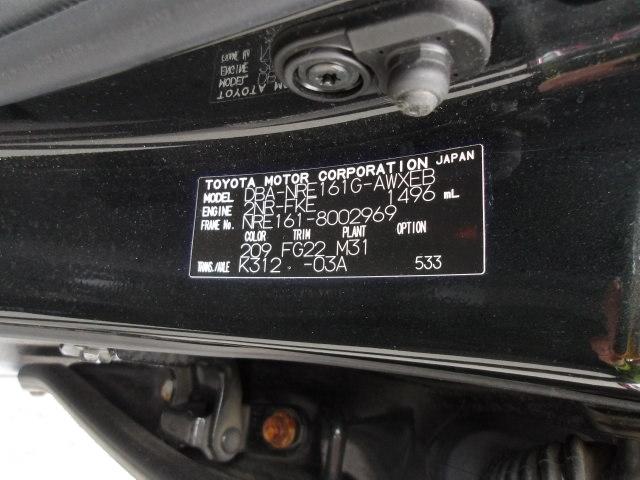 TOYOTA MOTOR CORPORATION JAPAN
MODEL DBA-NRE161G-AWXEB
ENGINE 2NR-FKE 1496 mL
FRAME No. NRE161-8002969
COLOR TRIM PLANT OPTION
209 FG22 M31
TRANS./AXLE K312 -03A 533